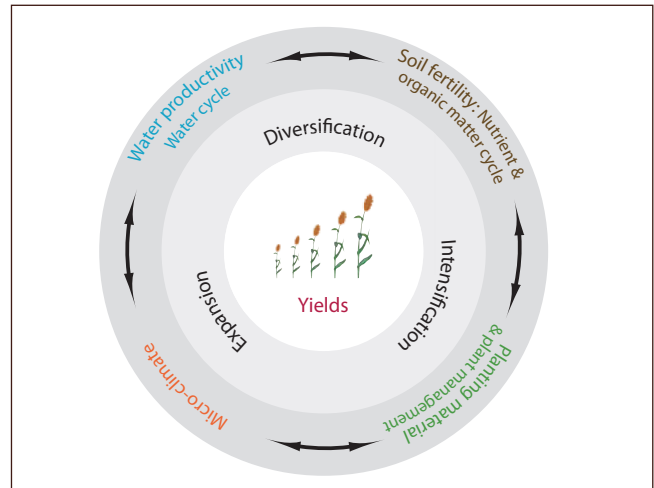 Water productivity
Water cycle
Soil fertility: Nutrient &
organic matter cycle
Diversification
Intensification
Expansion
Yields
Micro-climate
Planting material
& plant management